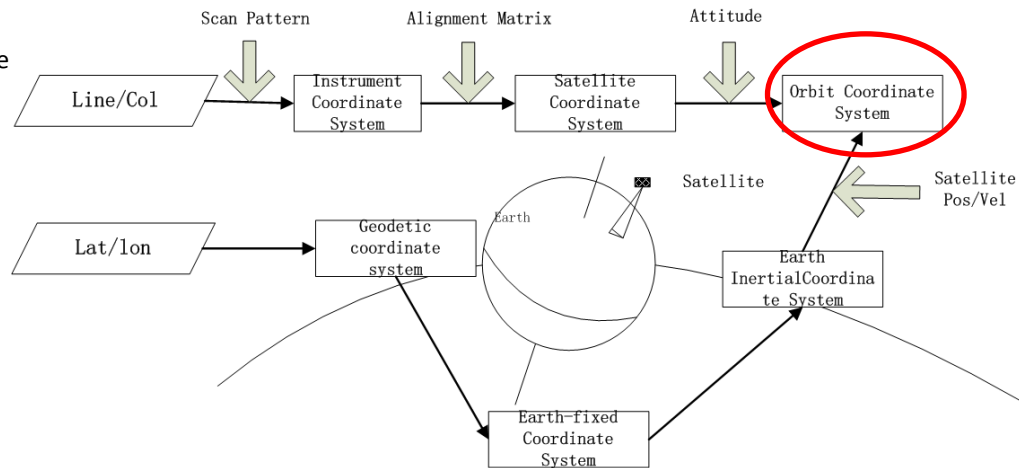 Scan Pattern
Alignment Matrix
Attitude
e
Line/Col
Instrument
Coordinate
System
Satellite
Coordinate
System
Orbit Coordinate
System
Satellite
Satellite
Pos/Vel
Earth
Lat/lon
Geodetic
coordinate
system
Earth
InertialCoordina
te System
Earth-fixed
Coordinate
System